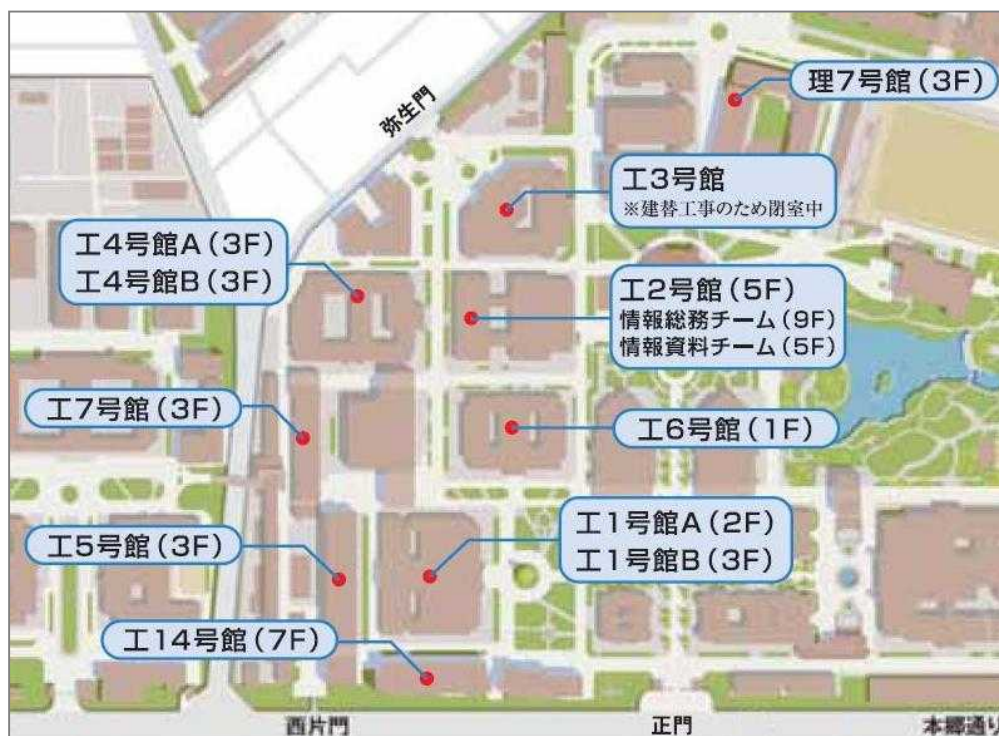 理7号館(3F)
弥生門
工3号館
※建替工事のため閉室中
工4号館A(3F)
工4号館B(3F)
工2号館(5F)
情報総務チーム(9F)
情報資料チーム(5F)
工7号館(3F)
工6号館(1F)
工1号館A(2F)
工1号館B(3F)
工5号館(3F)
工14号館(7F)
西片門
正門
本郷通り